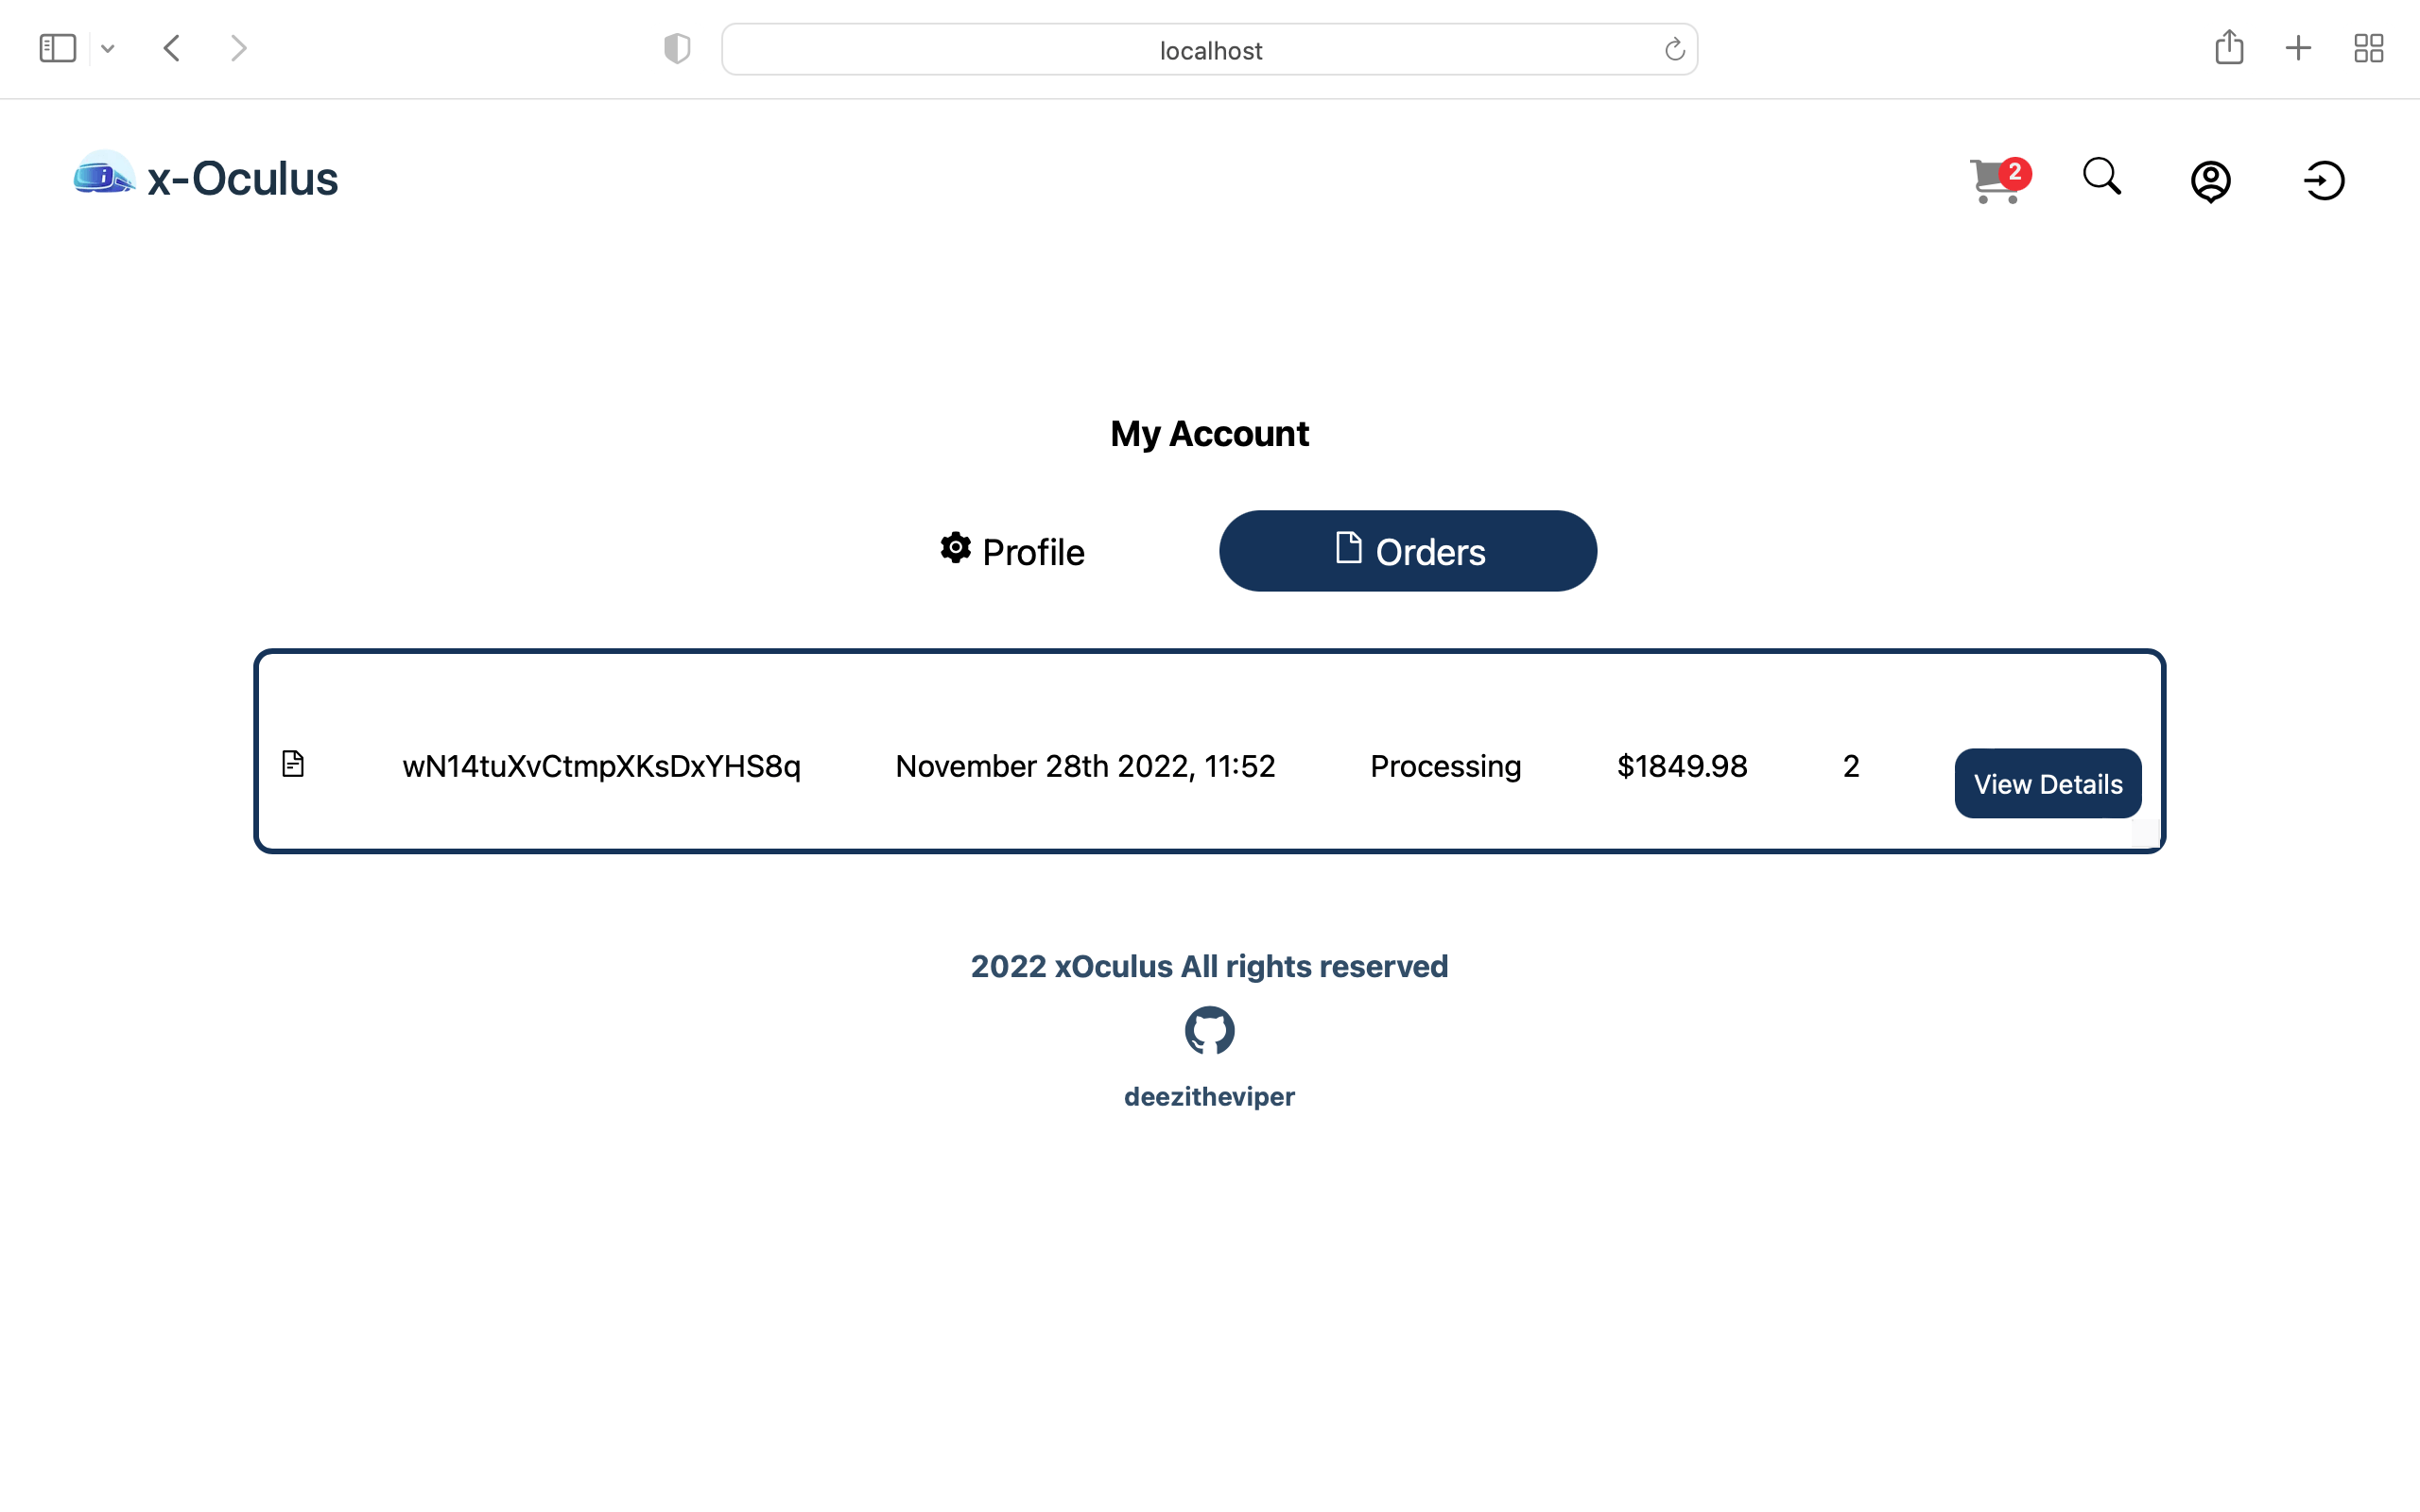 localhost
x-Oculus
2
My Account
Profile
Orders
wN14tuXvCtmpXKsDxYHS8q November 28th 2022, 11:52 Processing $1849.98 2 View Details
2022 xOculus All rights reserved
deezitheviper